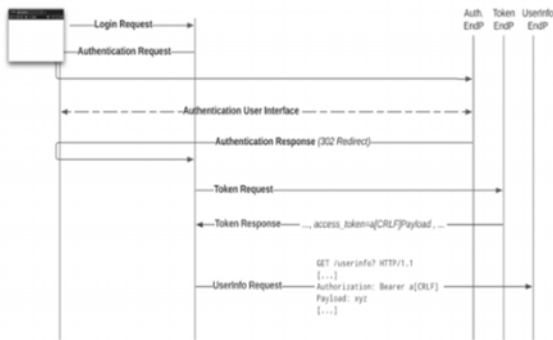 Auth. EndP
Token EndP
UserInfo EndP
Login Request
Authentication Request
Authentication User Interface
Authentication Response (302 Redirect)
Token Request
Token Response ..., access_token=a[CRLF]Payload , ...
UserInfo Request
GET /userinfo? HTTP/1.1
[...]
Authorization: Bearer a[CRLF]
Payload: xyz
[...]